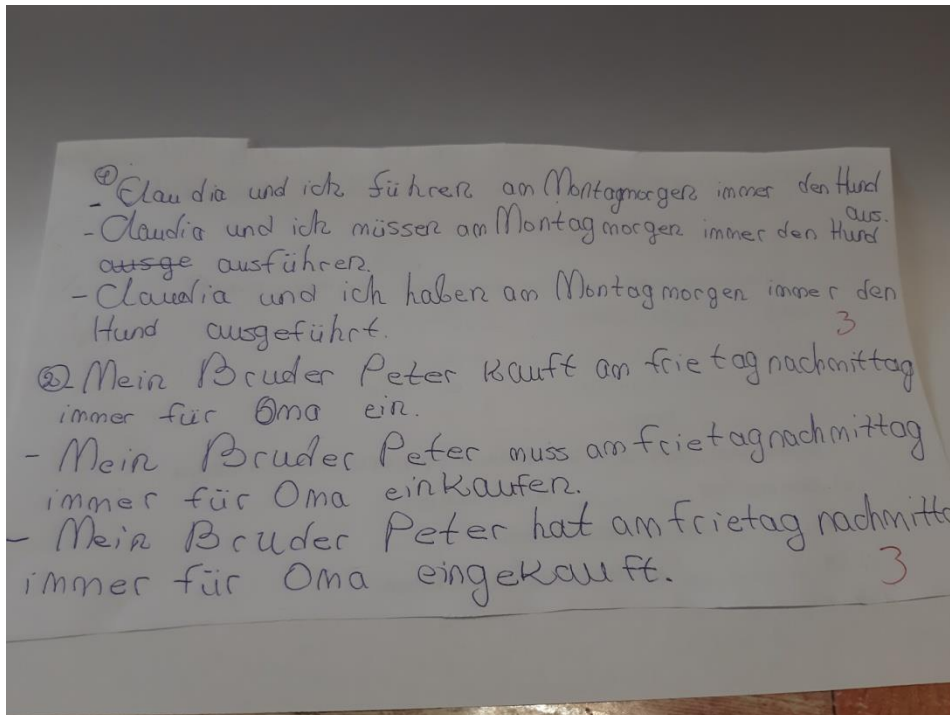 ① 
- Claudia und ich führen am Montagmorgen immer den Hund
aus.
- Claudia und ich müssen am Montagmorgen immer den Hund
ausge ausführen.
- Claudia und ich haben am Montagmorgen immer den
Hund ausgeführt.
3
② Mein Bruder Peter kauft am frietagnachmittag
immer für Oma ein.
- Mein Bruder Peter muss am frietagnachmittag
immer für Oma einkaufen.
- Mein Bruder Peter hat am frietag nachmitta
immer für Oma eingekauft.
3